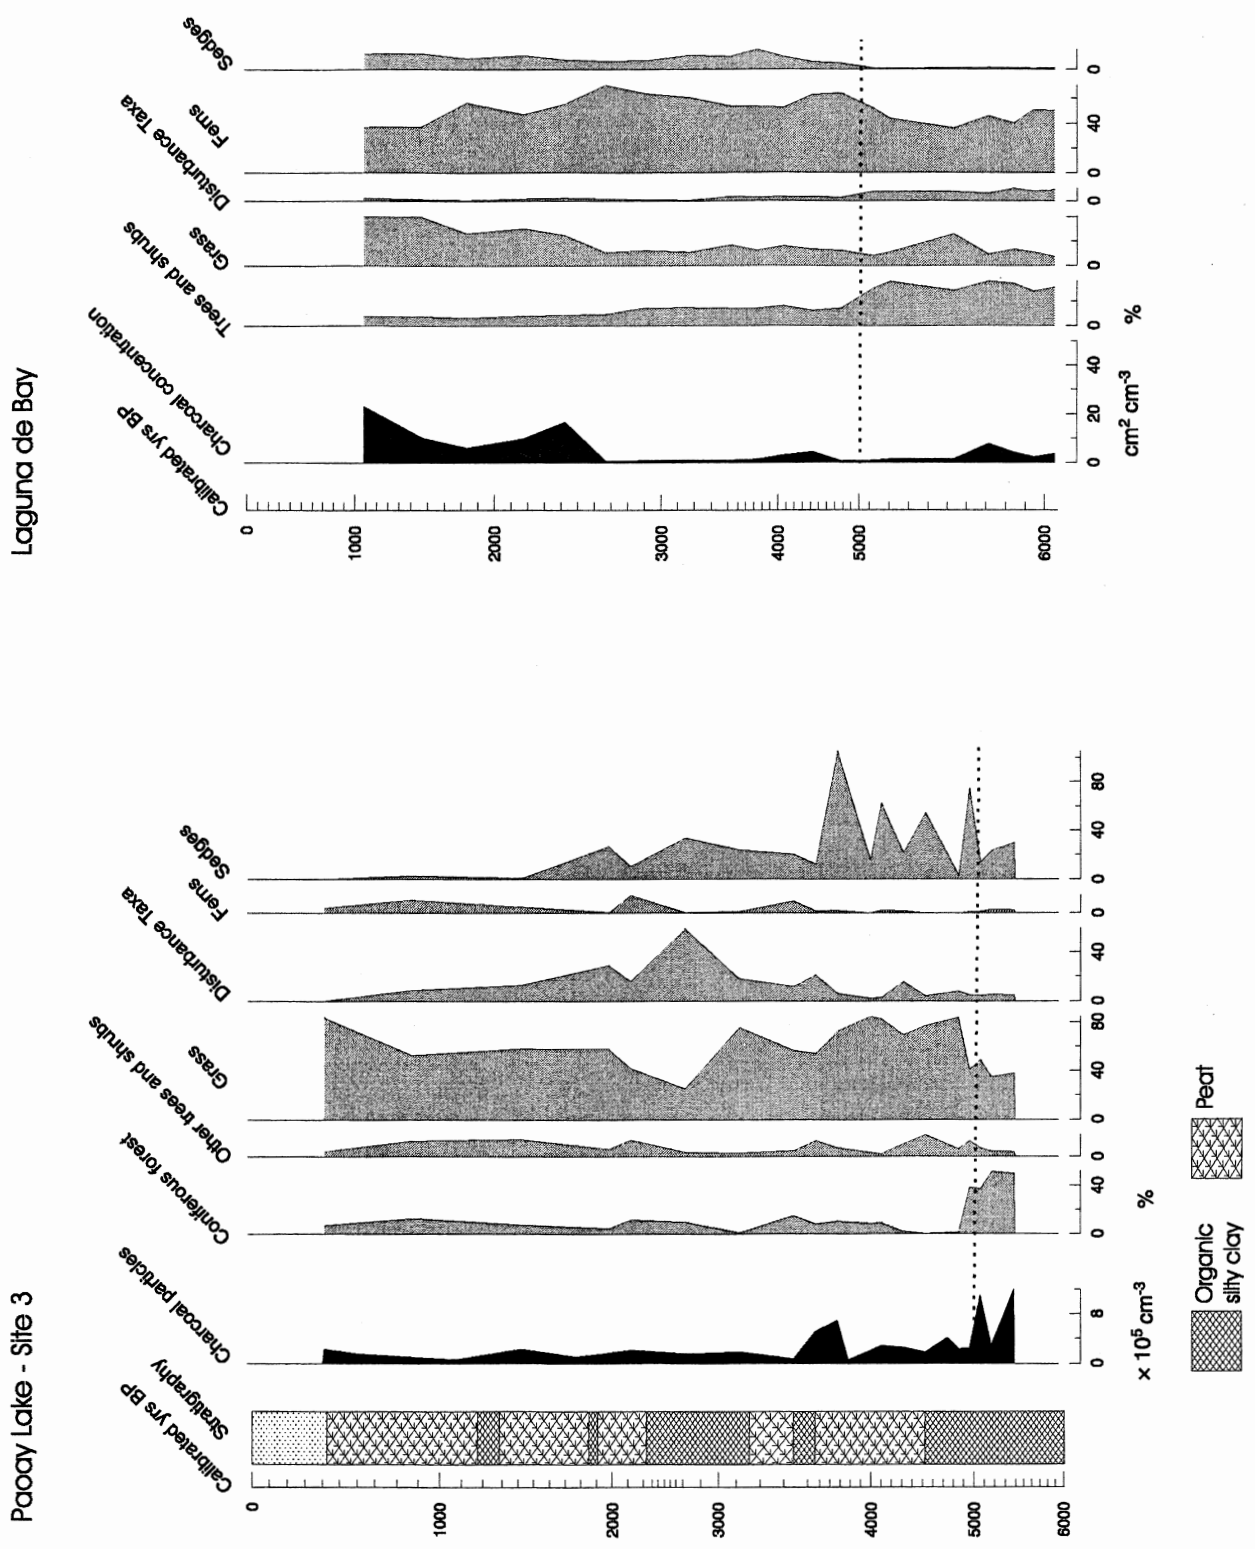 Paoay Lake - Site 3
Calibrated yrs BP
Stratigraphy
Charcoal particles
Coniferous forest
Other trees and shrubs
Grass
Disturbance Taxa
Ferns
Sedges
0
1000
2000
3000
4000
5000
6000
0 8
0 40
0
0 40 80
0 40
0
0 40 80
× 10⁵ cm⁻³
%
Organic
silty clay
Peat
Laguna de Bay
Calibrated yrs BP
Charcoal concentration
Trees and shrubs
Grass
Disturbance Taxa
Ferns
Sedges
0
1000
2000
3000
4000
5000
6000
0 20 40
0
0
0
0 40
0
cm² cm⁻³
%